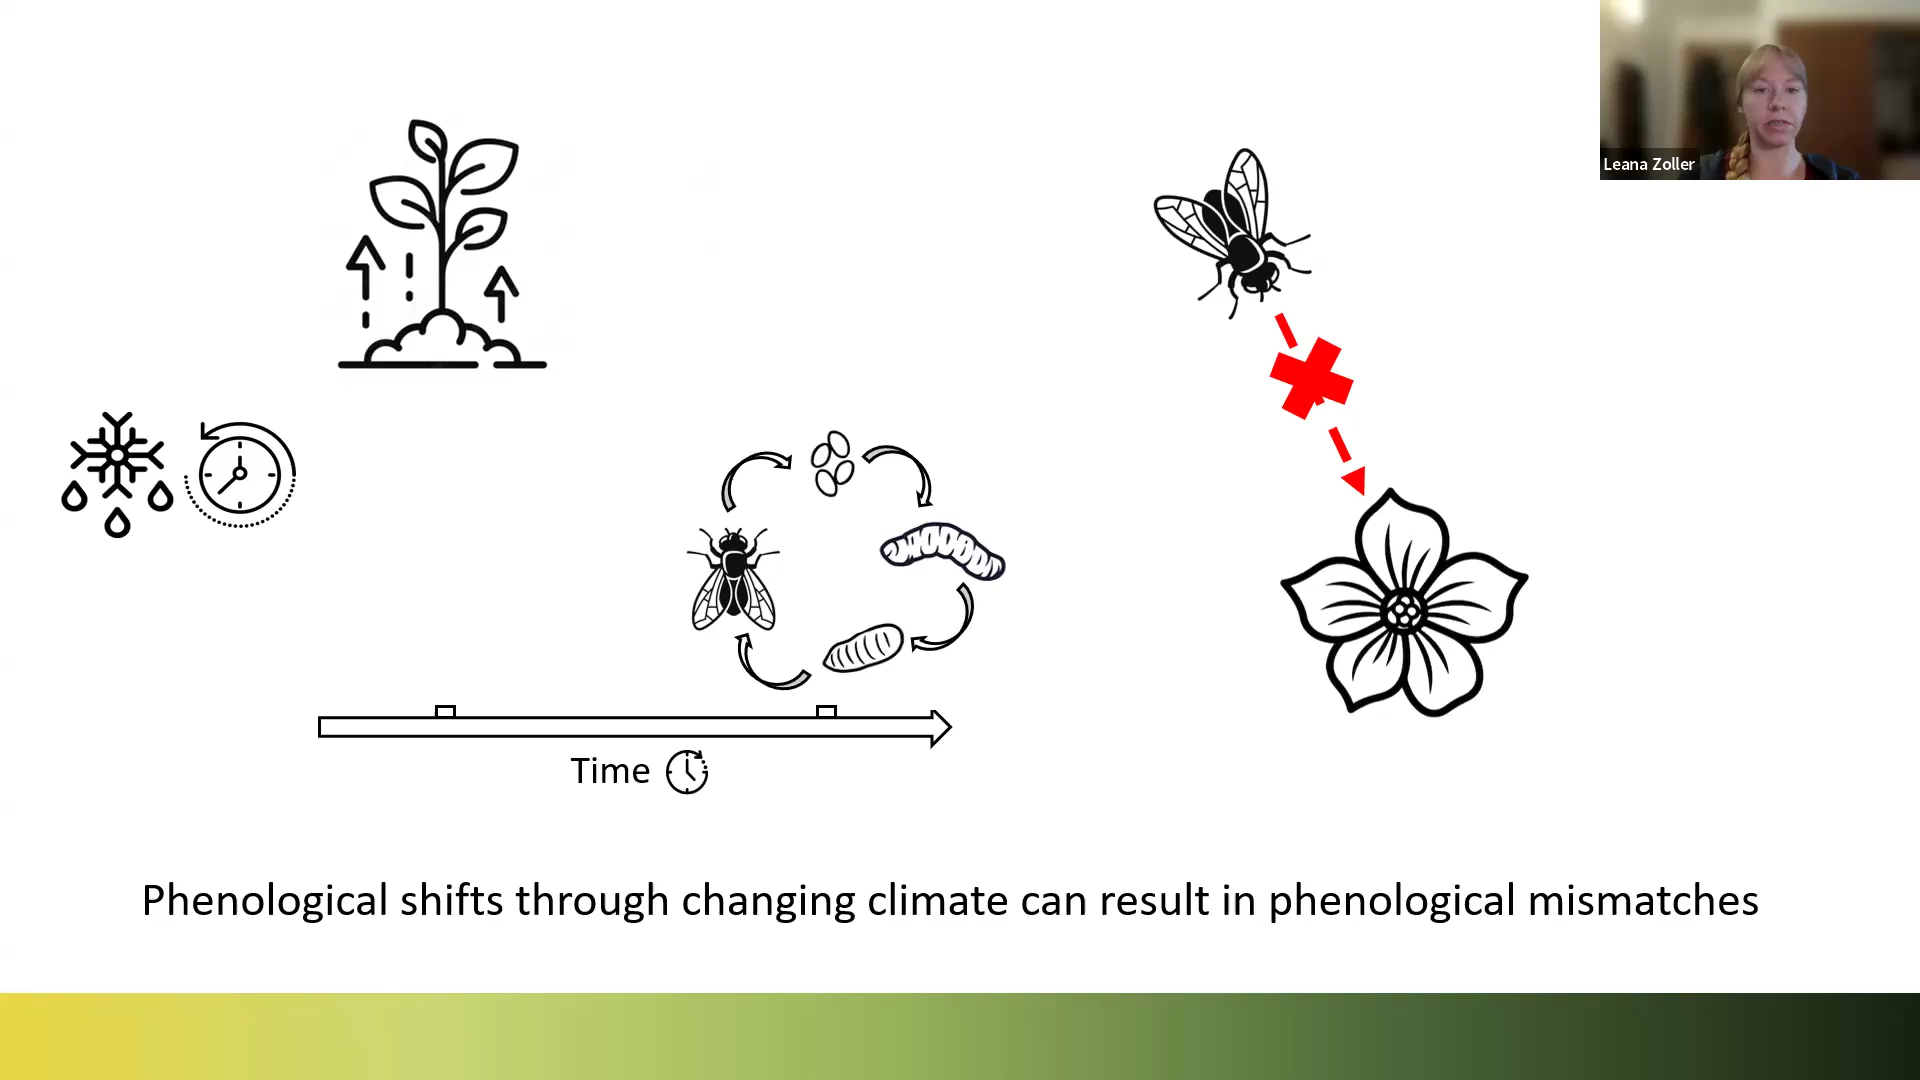 Leana Zoller
Time
Phenological shifts through changing climate can result in phenological mismatches